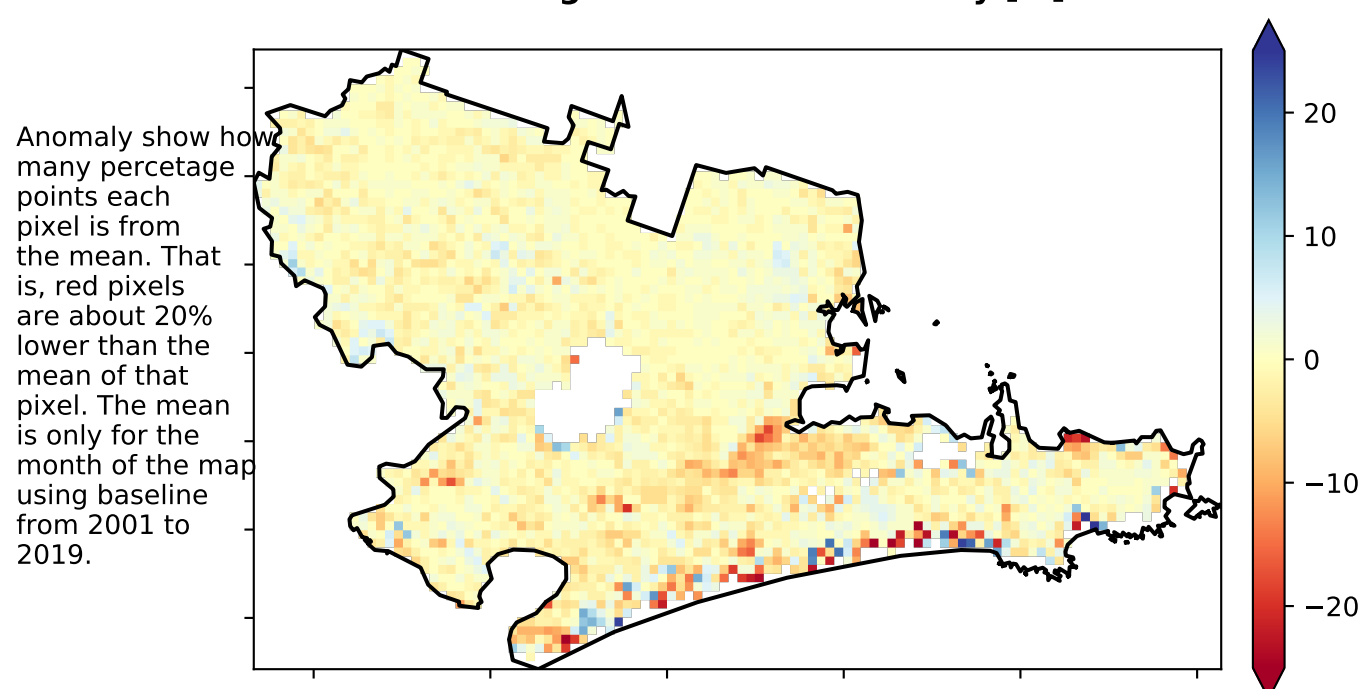 Anomaly show how
many percetage
points each
pixel is from
the mean. That
is, red pixels
are about 20%
lower than the
mean of that
pixel. The mean
is only for the
month of the map
using baseline
from 2001 to
2019.
20
10
0
−10
−20